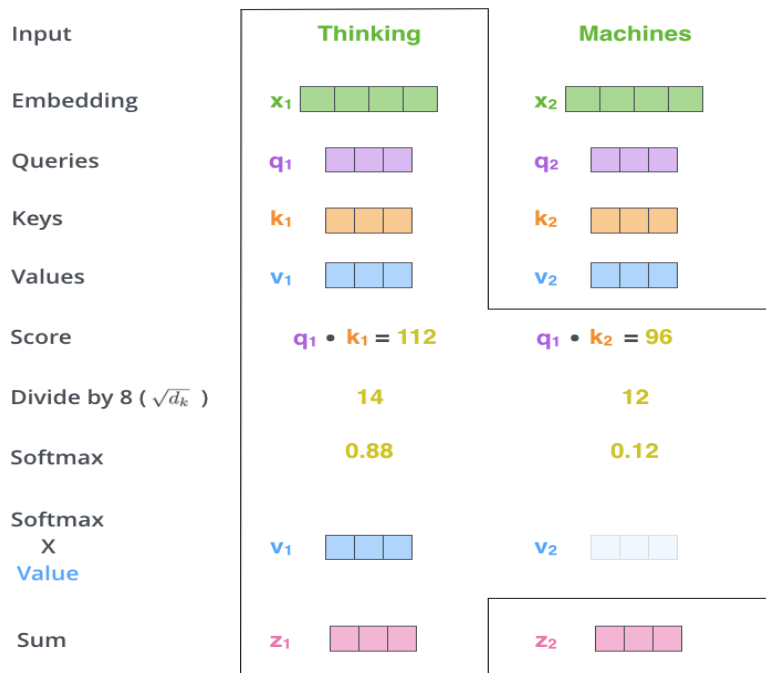 Input Thinking Machines
Embedding x₁ x₂
Queries q₁ q₂
Keys k₁ k₂
Values v₁ v₂
Score q₁ • k₁ = 112 q₁ • k₂ = 96
Divide by 8 ( √dₖ ) 14 12
Softmax 0.88 0.12
Softmax
X v₁ v₂
Value
Sum z₁ z₂